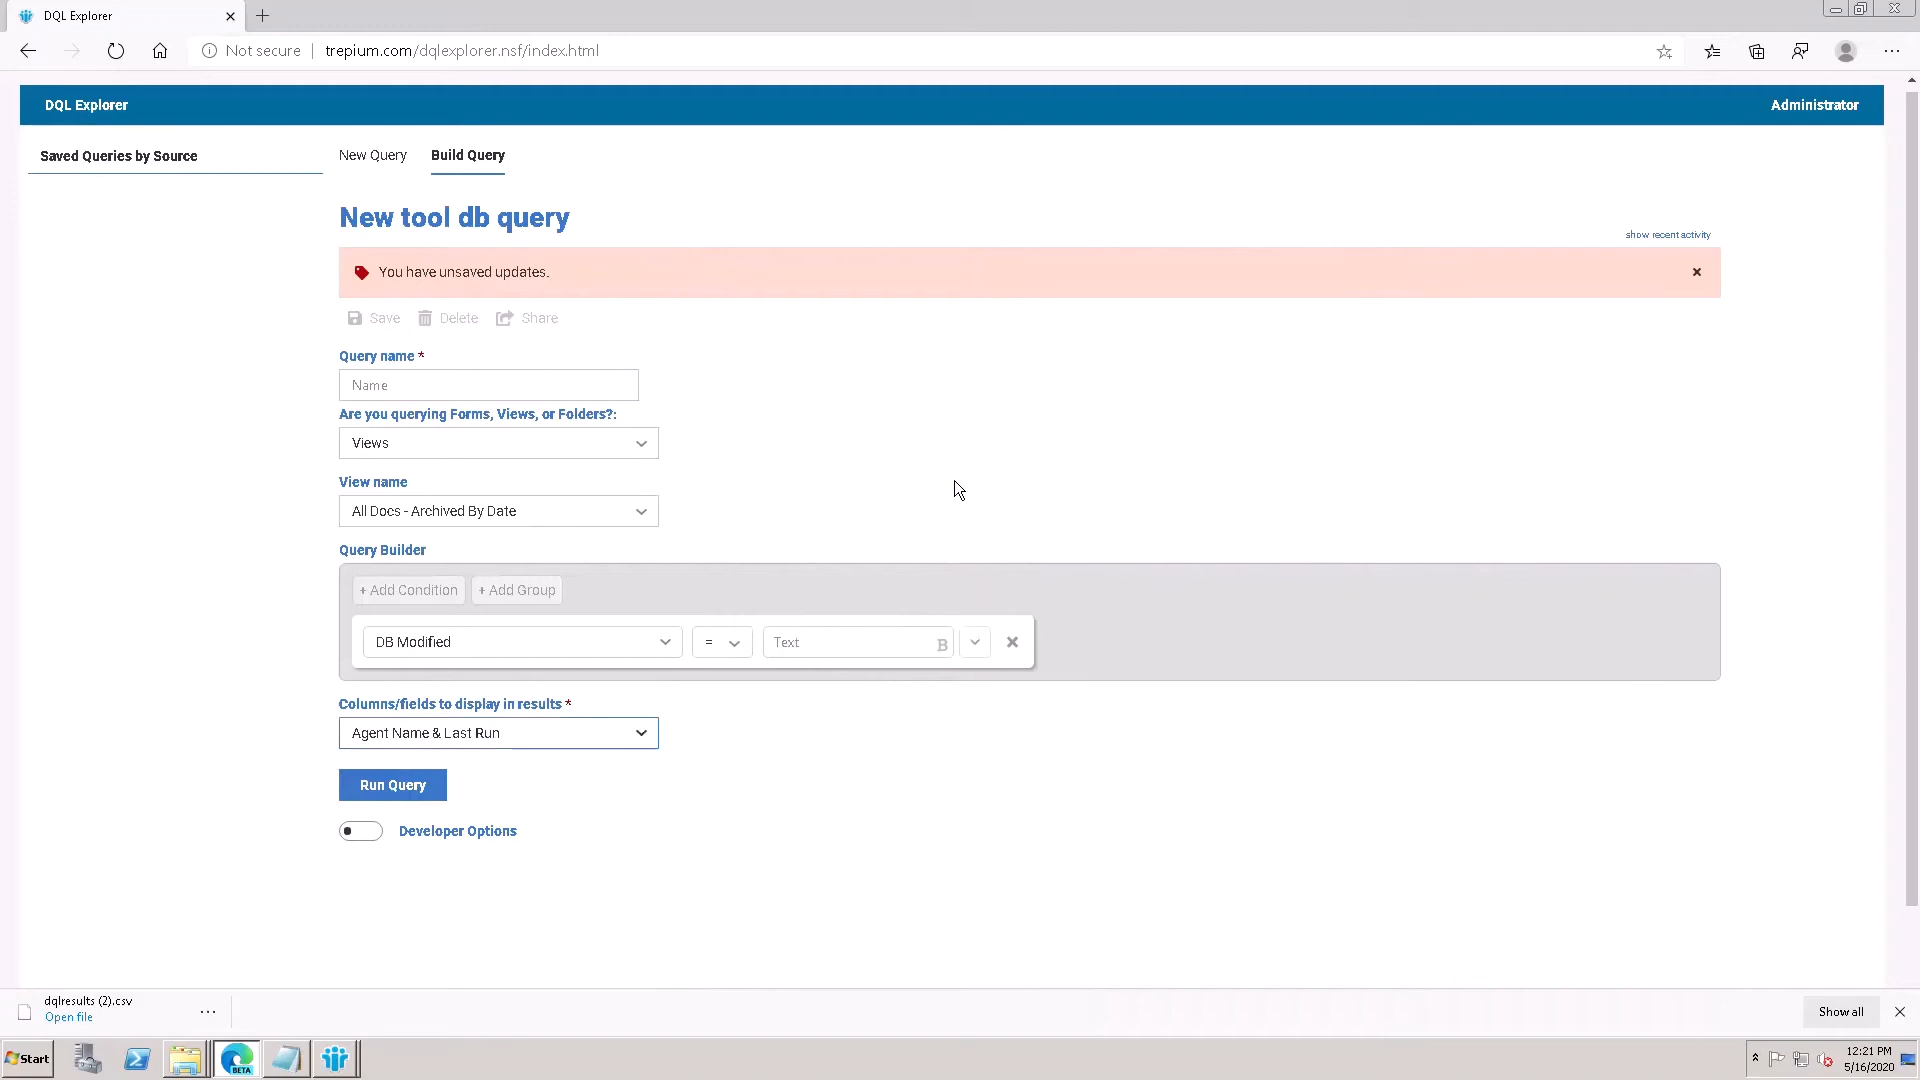 DQL Explorer
Not secure | trepium.com/dqlexplorer.nsf/index.html
DQL Explorer
Administrator
Saved Queries by Source
New Query
Build Query
New tool db query
show recent activity
You have unsaved updates.
Save
Delete
Share
Query name *
Name
Are you querying Forms, Views, or Folders?:
Views
View name
All Docs - Archived By Date
Query Builder
+ Add Condition
+ Add Group
DB Modified
=
Text
B
Columns/fields to display in results *
Agent Name & Last Run
Run Query
Developer Options
dqlresults (2).csv
Open file
Show all
Start
BETA
12:21 PM
5/16/2020